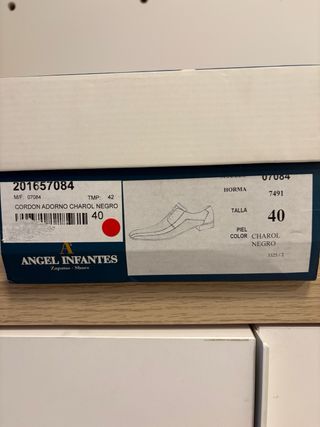 201657084
M/F: 07084
TMP: 42
CORDON ADORNO CHAROL NEGRO
40
A
ANGEL INFANTES
Zapatos - Shoes
07084
HORMA 7491
TALLA 40
PIEL COLOR CHAROL NEGRO